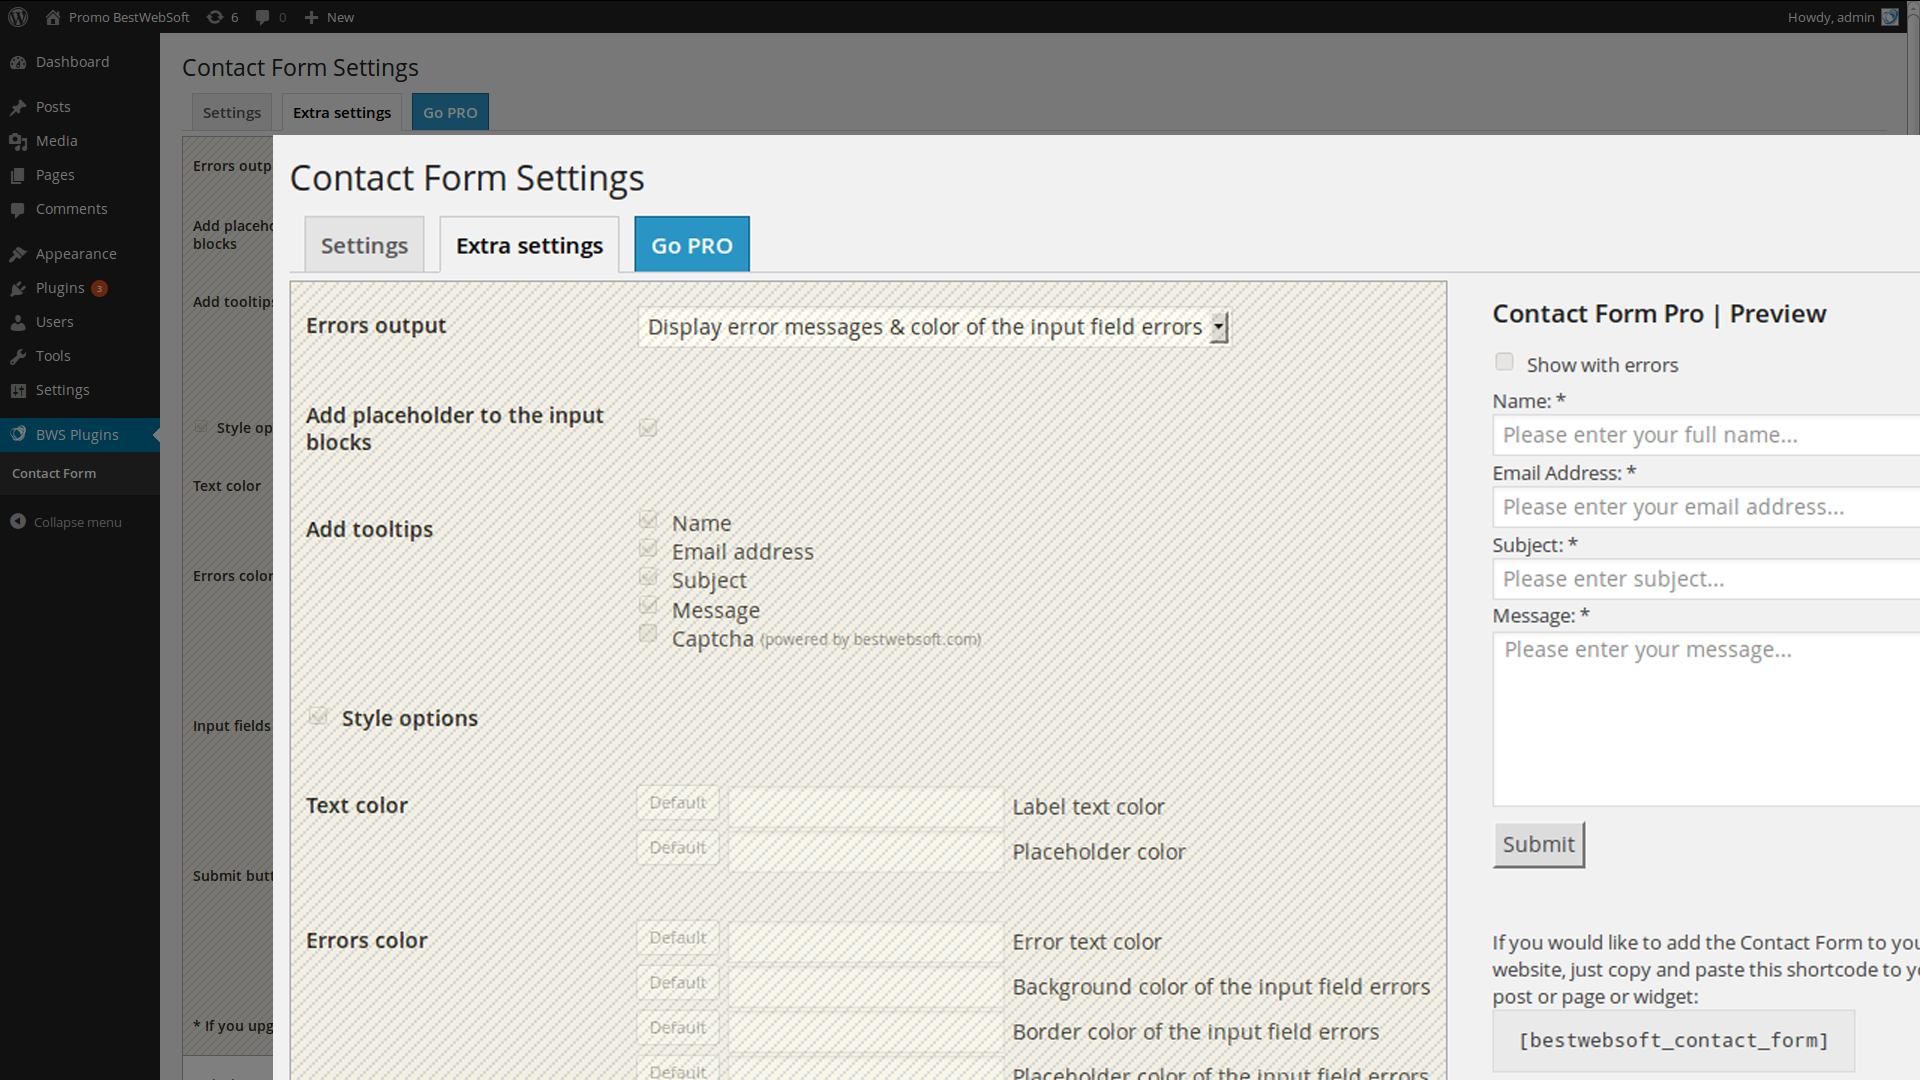 Promo BestWebSoft 6 0 New
Howdy, admin
Dashboard
Posts
Media
Pages
Comments
Appearance
Plugins 3
Users
Tools
Settings
BWS Plugins
Contact Form
Collapse menu
Contact Form Settings
Settings Extra settings Go PRO
Errors outp
Add placeho
blocks
Add tooltips
Style op
Text color
Errors color
Input fields
Submit butt
* If you upg
Contact Form Settings
Settings Extra settings Go PRO
Errors output Display error messages & color of the input field errors
Add placeholder to the input
blocks
Add tooltips
Name
Email address
Subject
Message
Captcha (powered by bestwebsoft.com)
Style options
Text color
Default Label text color
Default Placeholder color
Errors color
Default Error text color
Default Background color of the input field errors
Default Border color of the input field errors
Default Placeholder color of the input field errors
Contact Form Pro | Preview
Show with errors
Name: *
Please enter your full name...
Email Address: *
Please enter your email address...
Subject: *
Please enter subject...
Message: *
Please enter your message...
Submit
If you would like to add the Contact Form to you
website, just copy and paste this shortcode to y
post or page or widget:
[bestwebsoft_contact_form]